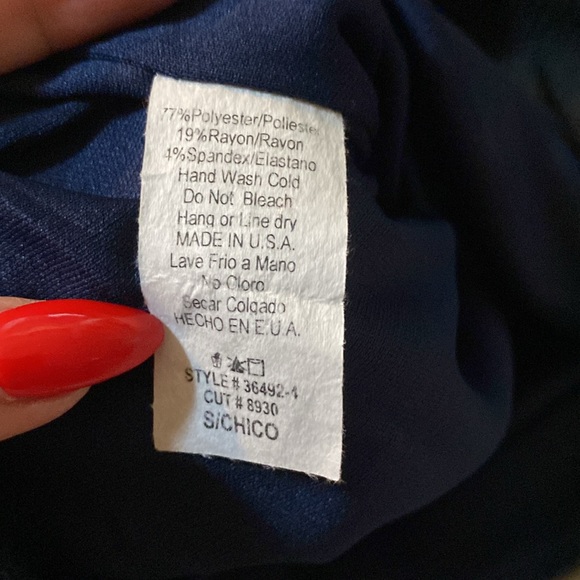 77%Polyester/Poliester
19%Rayon/Rayon
4%Spandex/Elastano
Hand Wash Cold
Do Not Bleach
Hang or Line dry
MADE IN U.S.A.
Lave Frio a Mano
No Cloro
Secar Colgado
HECHO EN E.U.A.
STYLE # 36492-1
CUT # 8930
S/CHICO